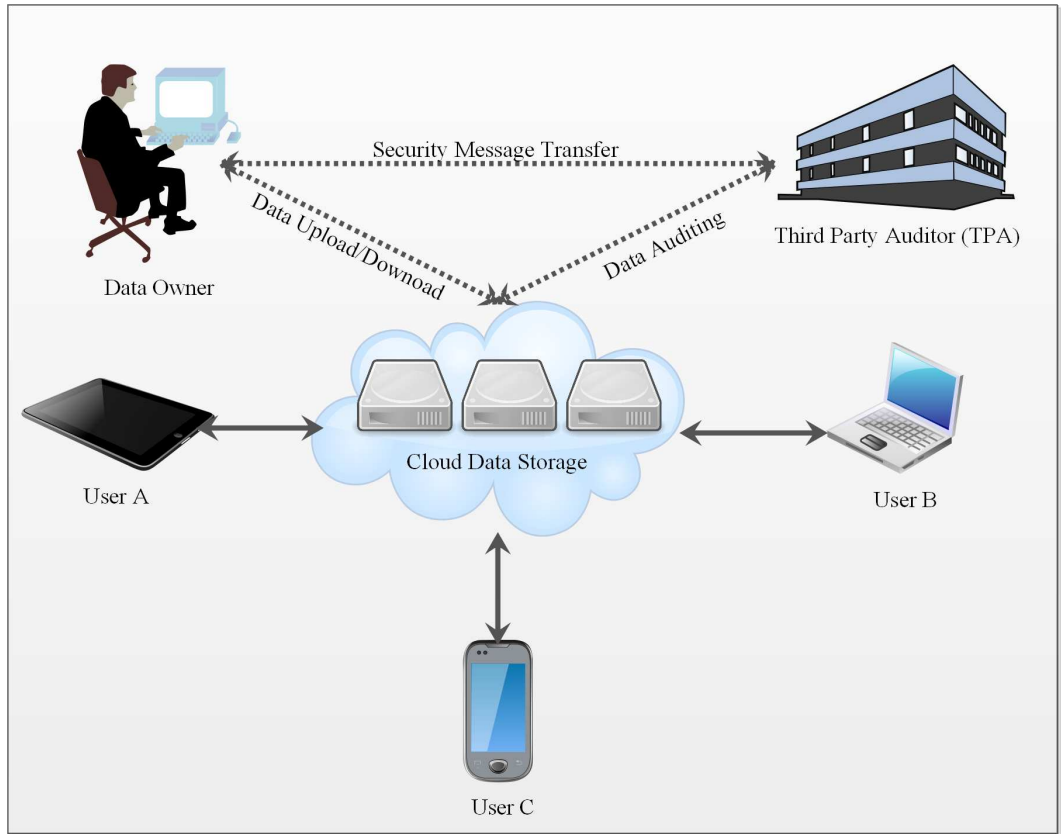 Security Message Transfer
Data Upload/Downoad
Data Auditing
Third Party Auditor (TPA)
Data Owner
Cloud Data Storage
User A
User B
User C